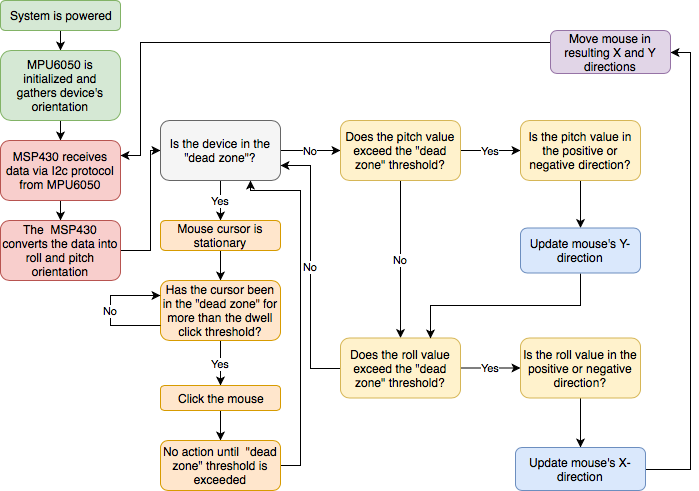 System is powered
MPU6050 is
initialized and
gathers device's
orientation
MSP430 receives
data via I2c protocol
from MPU6050
The MSP430
converts the data into
roll and pitch
orientation
Is the device in the
"dead zone"?
No
Yes
Mouse cursor is
stationary
Has the cursor been
in the "dead zone" for
more than the dwell
click threshold?
No
Yes
Click the mouse
No action until "dead
zone" threshold is
exceeded
Does the pitch value
exceed the "dead
zone" threshold?
Yes
No
Is the pitch value in
the positive or
negative direction?
Update mouse's Y-
direction
Does the roll value
exceed the "dead
zone" threshold?
No
Yes
Is the roll value in the
positive or negative
direction?
Update mouse's X-
direction
Move mouse in
resulting X and Y
directions